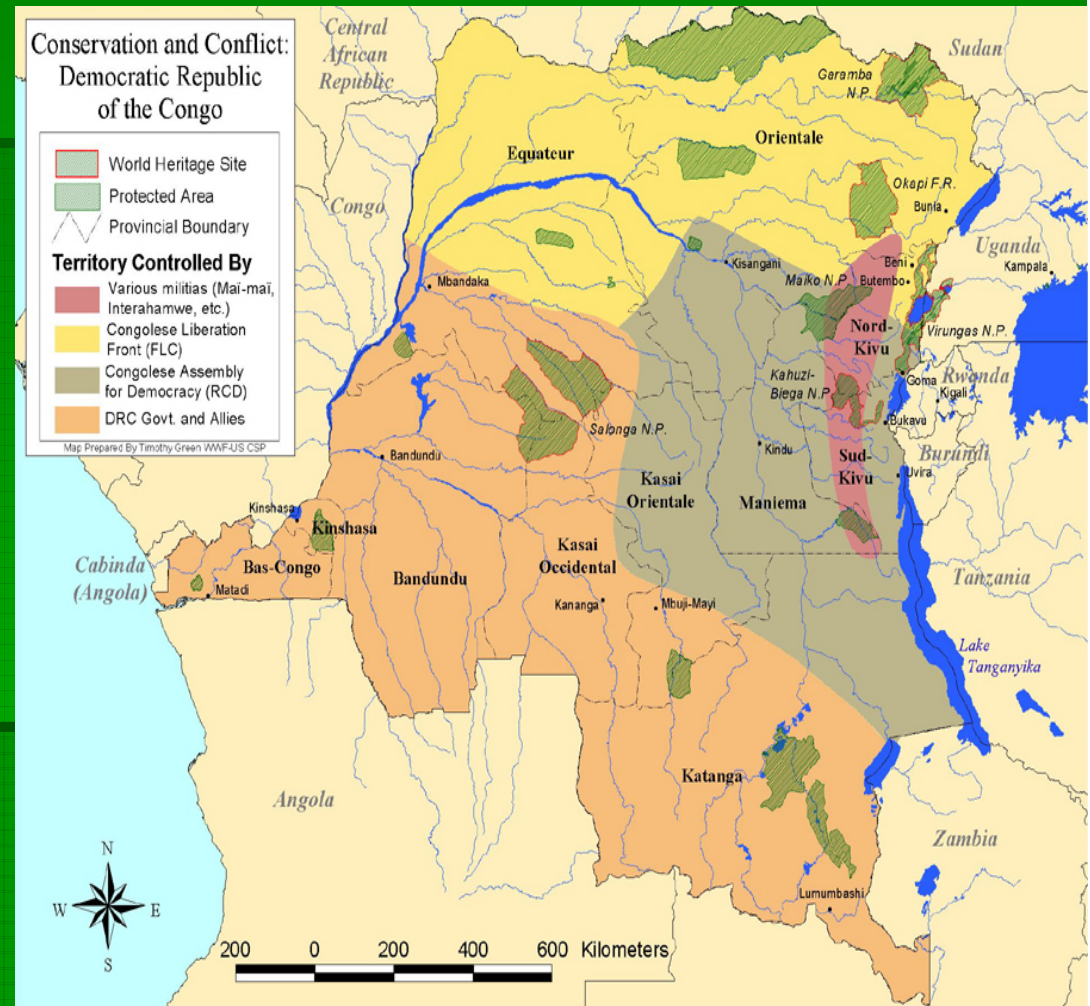 Conservation and Conflict:
Democratic Republic
of the Congo
World Heritage Site
Protected Area
Provincial Boundary
Territory Controlled By
Various militias (Maï-maï,
Interahamwe, etc.)
Congolese Liberation
Front (FLC)
Congolese Assembly
for Democracy (RCD)
DRC Govt. and Allies
Map Prepared By Timothy Green WWF-US CSP
Central
African
Republic
Sudan
Garamba
N.P.
Orientale
Equateur
Okapi F.R.
Bunia
Congo
Uganda
Kampala
Kisangani
Beni
Maiko N.P.
Butembo
Mbandaka
Virungas N.P.
Nord-
Kivu
Goma
Rwanda
Kigali
Kahuzi-
Biega N.P.
Bukavu
Salonga N.P.
Kindu
Burundi
Bandundu
Sud-
Kivu
Uvira
Kasai
Orientale
Maniema
Kinshasa
Kinshasa
Kasai
Occidental
Cabinda
(Angola)
Bas-Congo
Bandundu
Tanzania
Matadi
Kananga
Mbuji-Mayi
Lake
Tanganyika
Katanga
Angola
Zambia
Lumumbashi
N
W
E
S
200 0 200 400 600 Kilometers